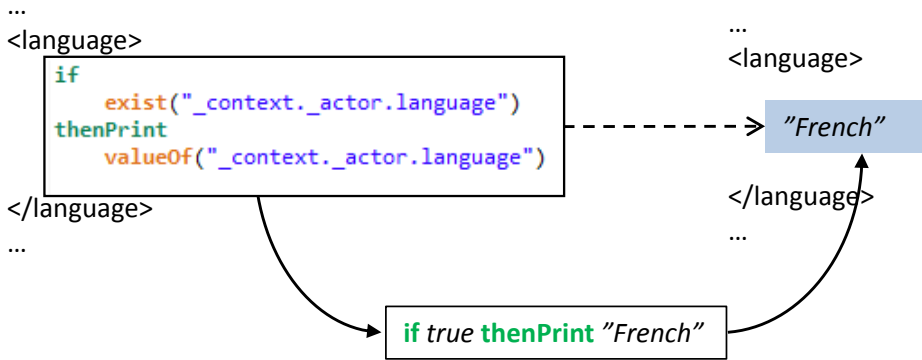 ...
<language>
if
exist("_context._actor.language")
thenPrint
valueOf("_context._actor.language")
</language>
...
...
<language>
”French”
</language>
...
if true thenPrint ”French”